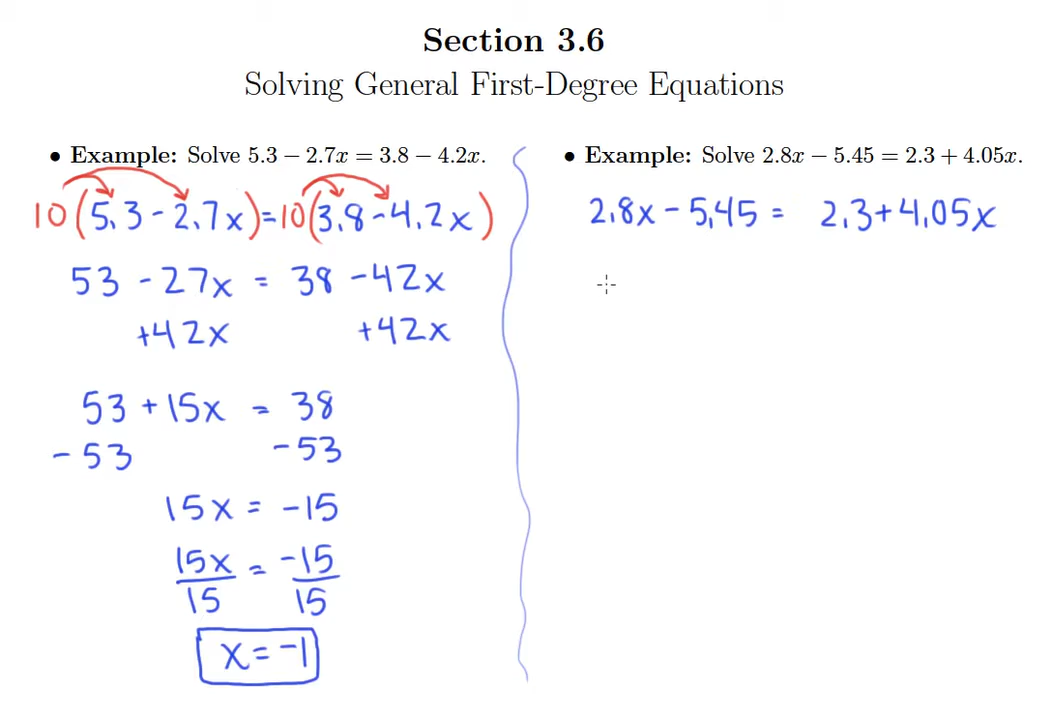 Section 3.6
Solving General First-Degree Equations
• Example: Solve 5.3 − 2.7x = 3.8 − 4.2x.
10(5.3 - 2.7x) = 10(3.8 - 4.2x)
53 - 27x = 38 - 42x
+42x +42x
53 + 15x = 38
-53 -53
15x = -15
15x/15 = -15/15
x = -1
• Example: Solve 2.8x − 5.45 = 2.3 + 4.05x.
2.8x - 5.45 = 2.3 + 4.05x